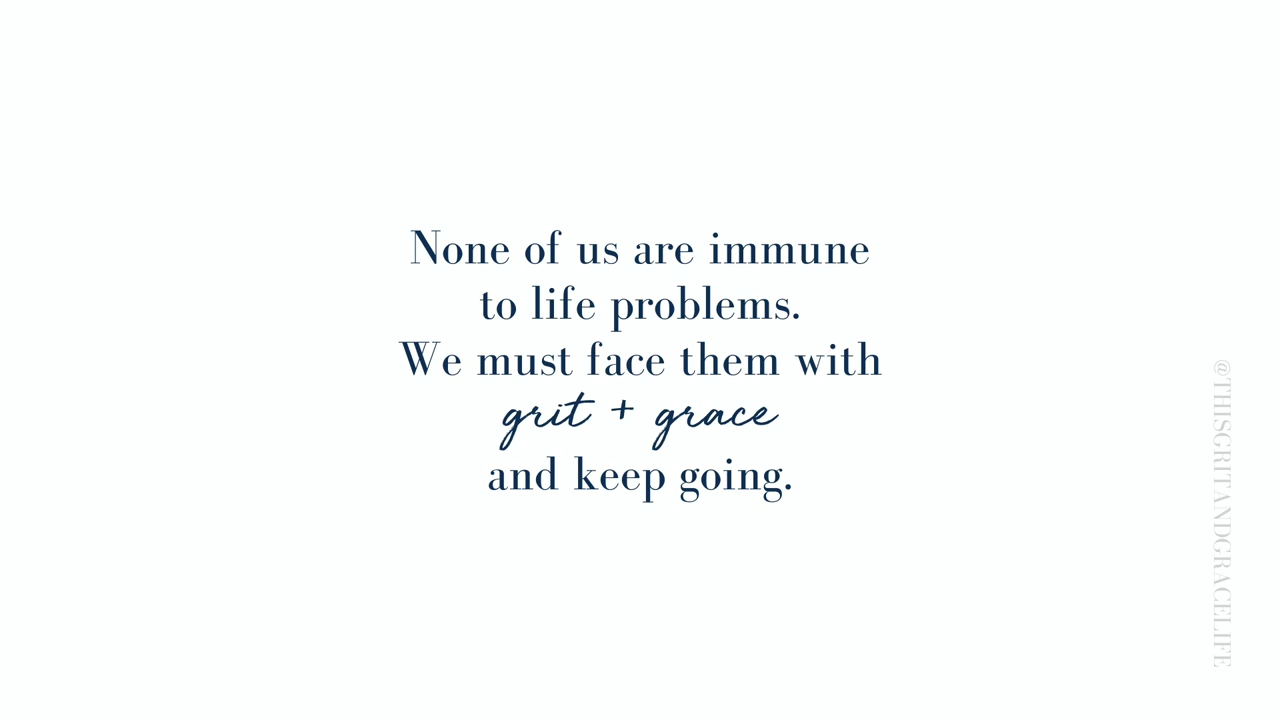 None of us are immune
to life problems.
We must face them with
grit + grace
and keep going.
@THISGRITANDGRACELIFE